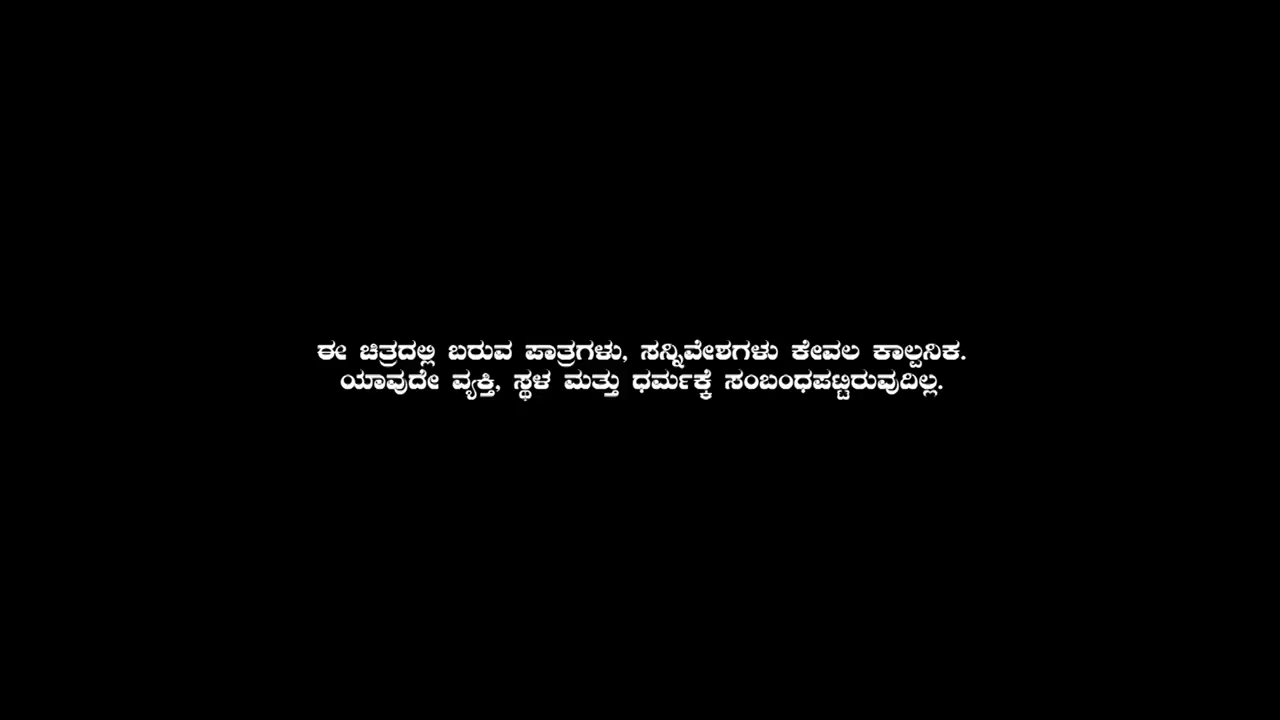 ಈ ಚಿತ್ರದಲ್ಲಿ ಬರುವ ಪಾತ್ರಗಳು, ಸನ್ನಿವೇಶಗಳು ಕೇವಲ ಕಾಲ್ಪನಿಕ.
ಯಾವುದೇ ವ್ಯಕ್ತಿ, ಸ್ಥಳ ಮತ್ತು ಧರ್ಮಕ್ಕೆ ಸಂಬಂಧಪಟ್ಟಿರುವುದಿಲ್ಲ.